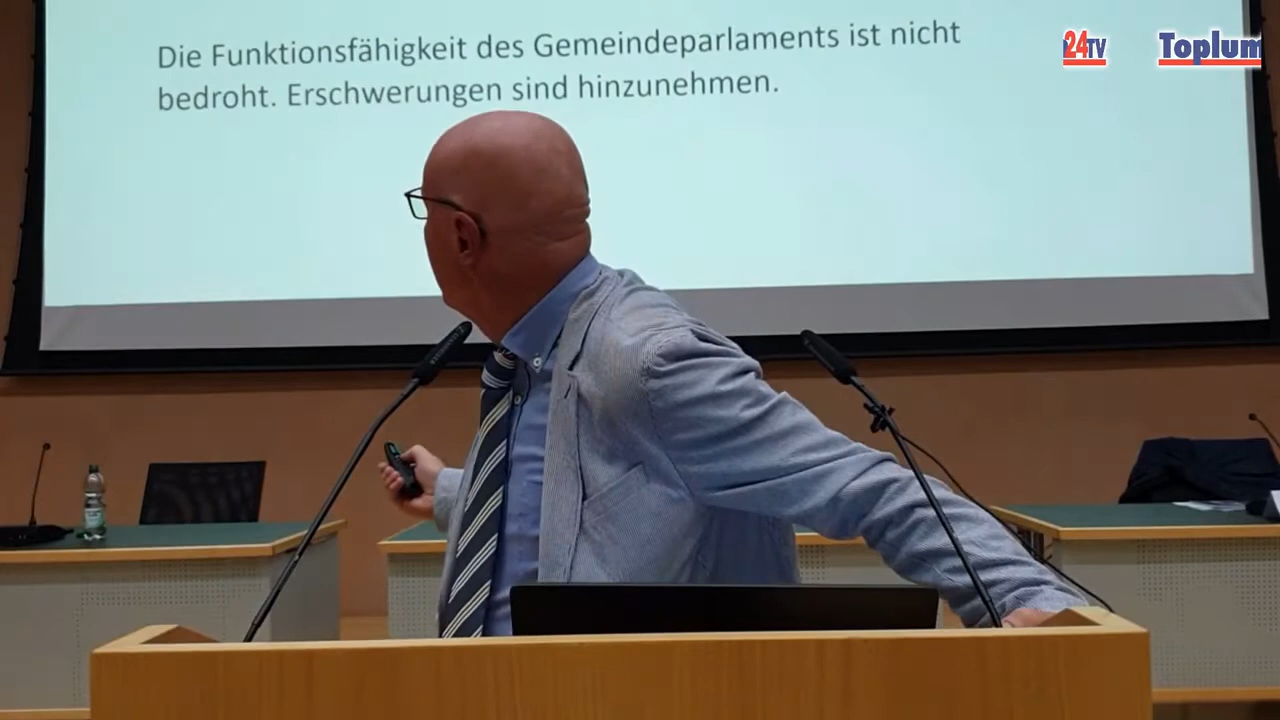 Die Funktionsfähigkeit des Gemeindeparlaments ist nicht
bedroht. Erschwerungen sind hinzunehmen.
24TV
Toplum